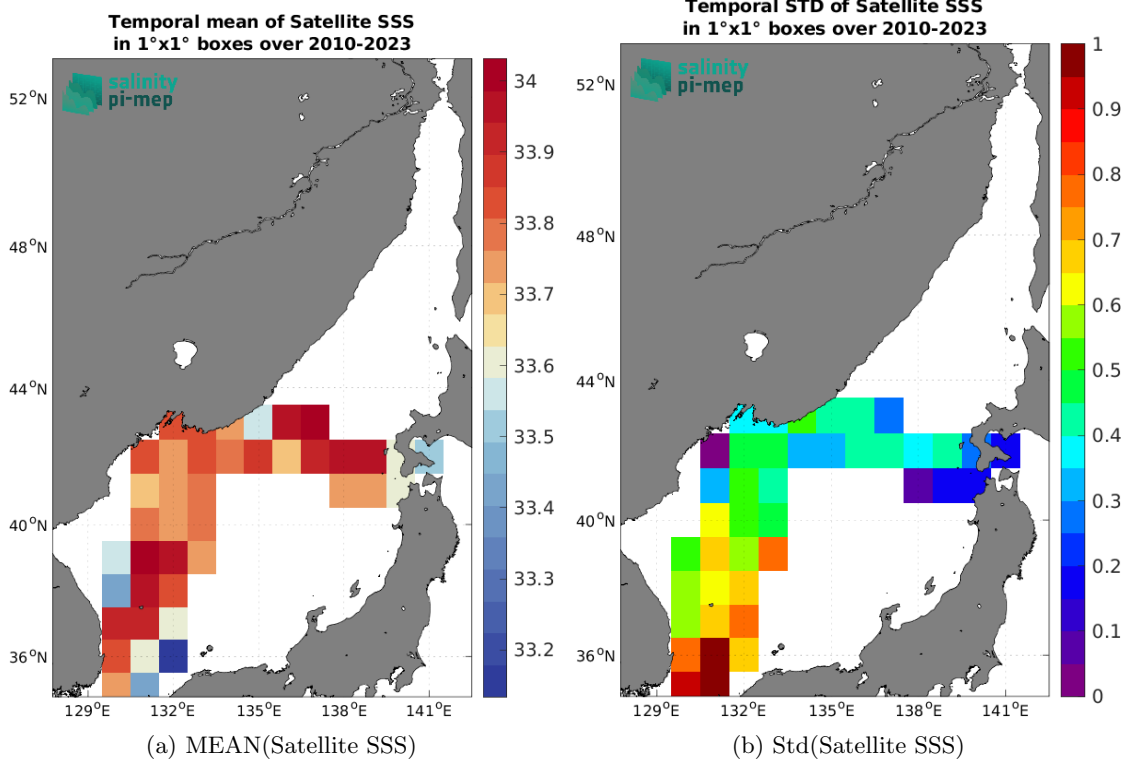 Temporal mean of Satellite SSS
in 1°x1° boxes over 2010-2023
salinity
pi-mep
52°N
48°N
44°N
40°N
36°N
129°E 132°E 135°E 138°E 141°E
34
33.9
33.8
33.7
33.6
33.5
33.4
33.3
33.2
(a) MEAN(Satellite SSS)
Temporal STD of Satellite SSS
in 1°x1° boxes over 2010-2023
salinity
pi-mep
52°N
48°N
44°N
40°N
36°N
129°E 132°E 135°E 138°E 141°E
1
0.9
0.8
0.7
0.6
0.5
0.4
0.3
0.2
0.1
0
(b) Std(Satellite SSS)